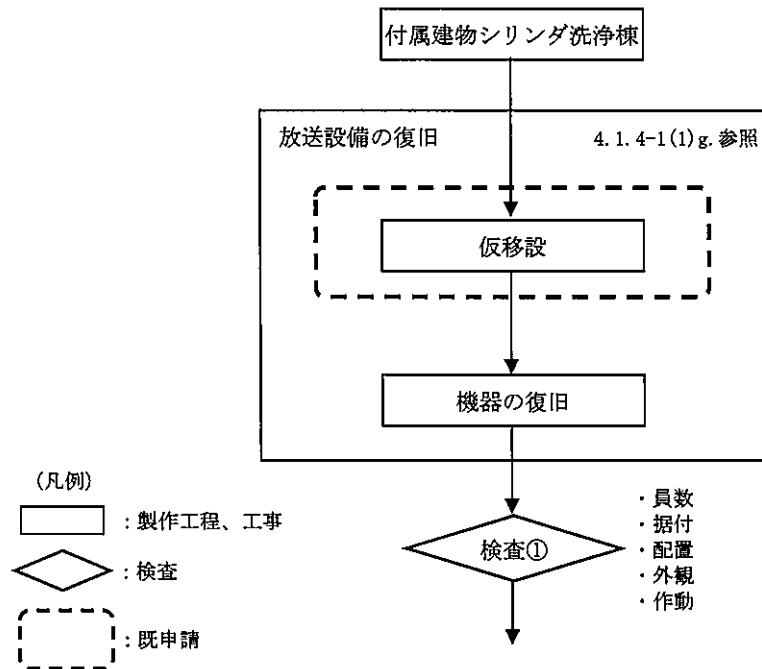 付属建物シリンダ洗浄棟
放送設備の復旧
4.1.4-1(1)g.参照
仮移設
機器の復旧
検査①
・員数
・据付
・配置
・外観
・作動
(凡例)
：製作工程、工事
：検査
：既申請